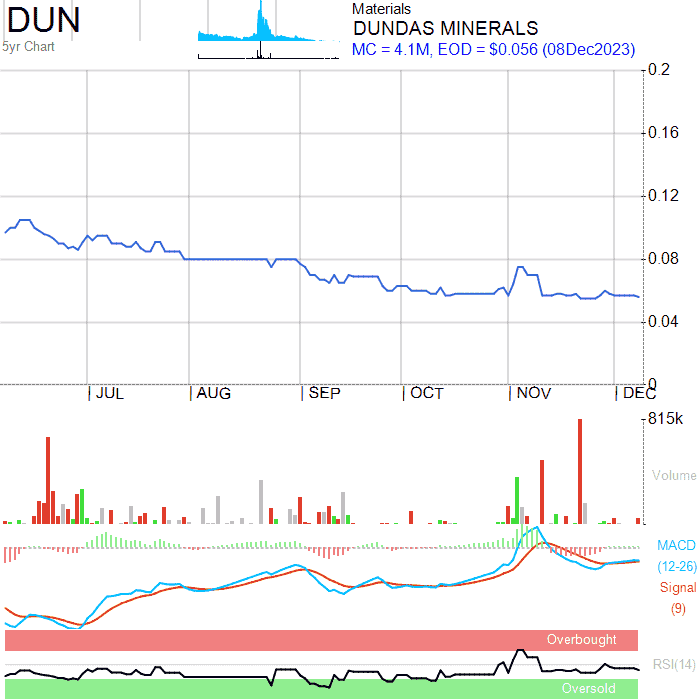 DUN
5yr Chart
Materials
DUNDAS MINERALS
MC = 4.1M, EOD = $0.056 (08Dec2023)
0.2
0.16
0.12
0.08
0.04
0
JUL AUG SEP OCT NOV DEC
815k
Volume
MACD
(12-26)
Signal
(9)
Overbought
RSI(14)
Oversold